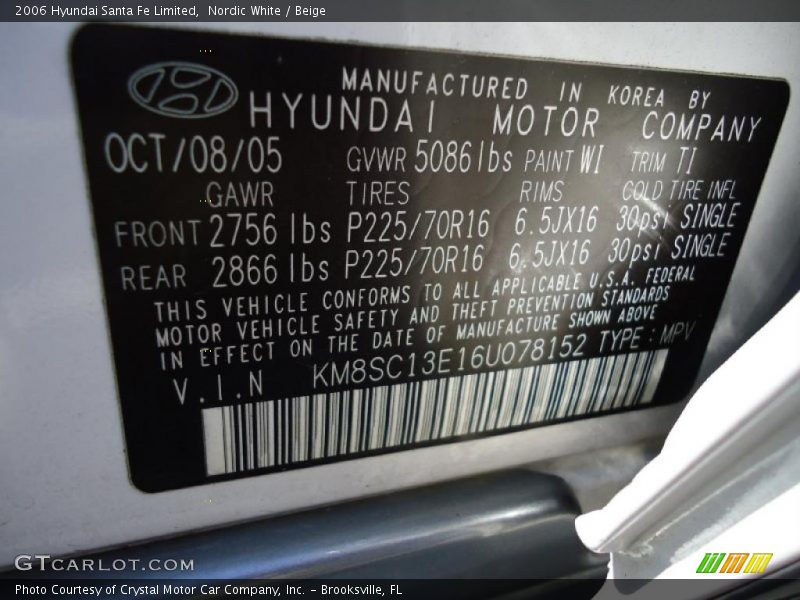 2006 Hyundai Santa Fe Limited,  Nordic White / Beige
MANUFACTURED IN KOREA BY
HYUNDAI MOTOR COMPANY
OCT/08/05 GVWR 5086 lbs PAINT WI TRIM TI
GAWR TIRES RIMS COLD TIRE INFL
FRONT 2756 lbs P225/70R16 6.5JX16 30psi SINGLE
REAR 2866 lbs P225/70R16 6.5JX16 30psi SINGLE
THIS VEHICLE CONFORMS TO ALL APPLICABLE U.S.A. FEDERAL
MOTOR VEHICLE SAFETY AND THEFT PREVENTION STANDARDS
IN EFFECT ON THE DATE OF MANUFACTURE SHOWN ABOVE
V.I.N KM8SC13E16U078152 TYPE : MPV
GTCARLOT.COM
Photo Courtesy of Crystal Motor Car Company, Inc. – Brooksville, FL